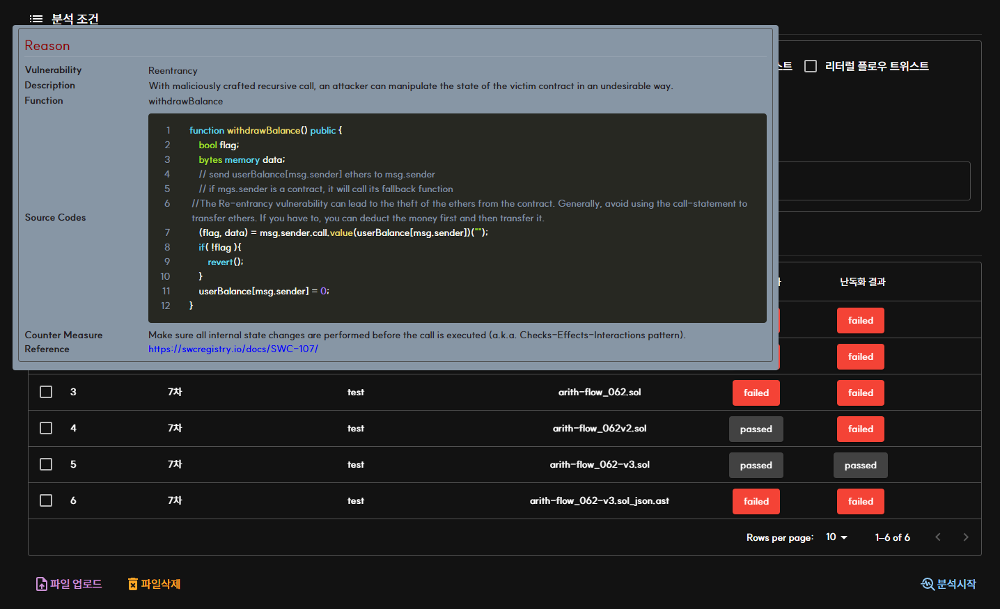 분석 조건
Reason
Vulnerability Reentrancy
Description With maliciously crafted recursive call, an attacker can manipulate the state of the victim contract in an undesirable way.
Function withdrawBalance
Source Codes
1 function withdrawBalance() public {
2 bool flag;
3 bytes memory data;
4 // send userBalance[msg.sender] ethers to msg.sender
5 // if mgs.sender is a contract, it will call its fallback function
6 //The Re-entrancy vulnerability can lead to the theft of the ethers from the contract. Generally, avoid using the call-statement to
transfer ethers. If you have to, you can deduct the money first and then transfer it.
7 (flag, data) = msg.sender.call.value(userBalance[msg.sender])("");
8 if( !flag ){
9 revert();
10 }
11 userBalance[msg.sender] = 0;
12 }
Counter Measure Make sure all internal state changes are performed before the call is executed (a.k.a. Checks-Effects-Interactions pattern).
Reference https://swcregistry.io/docs/SWC-107/
리터럴 플로우 트위스트
난독화 결과
failed
failed
3 7차 test arith-flow_062.sol failed failed
4 7차 test arith-flow_062v2.sol passed failed
5 7차 test arith-flow_062-v3.sol passed passed
6 7차 test arith-flow_062-v3.sol_json.ast failed failed
Rows per page: 10 1–6 of 6
파일 업로드 파일삭제 분석시작